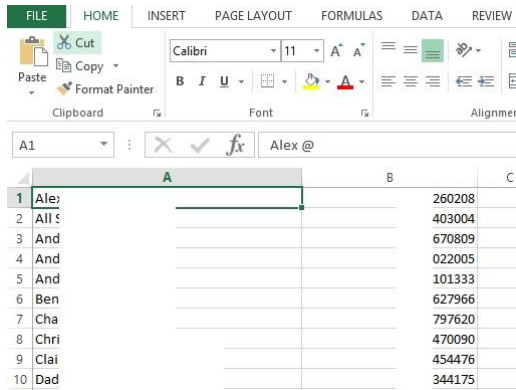 FILE HOME INSERT PAGE LAYOUT FORMULAS DATA REVIEW
Cut
Copy
Format Painter
Paste
Calibri 11 A A
B I U A
Clipboard Font Alignmen
A1 fx Alex @
A B C
1 Alex 260208
2 All S 403004
3 And 670809
4 And 022005
5 And 101333
6 Ben 627966
7 Cha 797620
8 Chri 470090
9 Clai 454476
10 Dad 344175